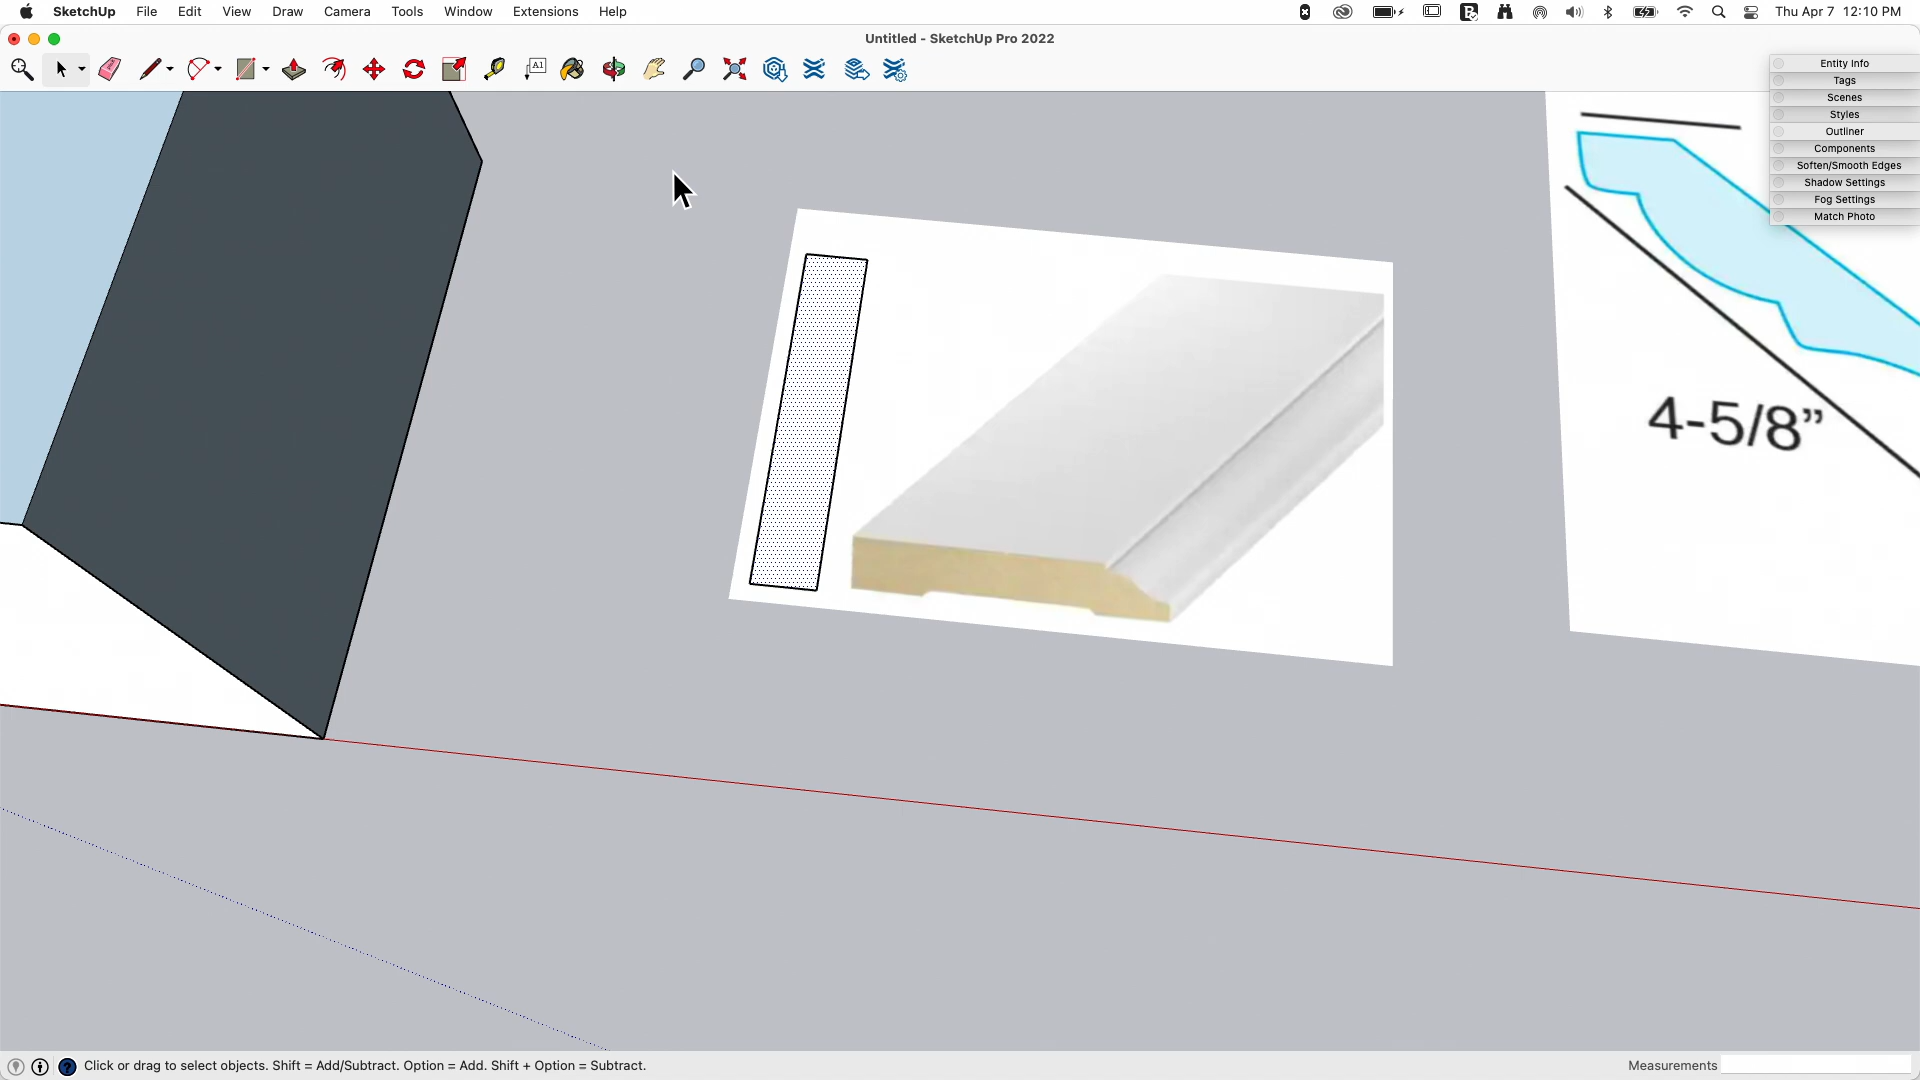 SketchUp File Edit View Draw Camera Tools Window Extensions Help Thu Apr 7 12:10 PM
Untitled - SketchUp Pro 2022
A1
Entity Info
Tags
Scenes
Styles
Outliner
Components
Soften/Smooth Edges
Shadow Settings
Fog Settings
Match Photo
4-5/8”
Click or drag to select objects. Shift = Add/Subtract. Option = Add. Shift + Option = Subtract. Measurements